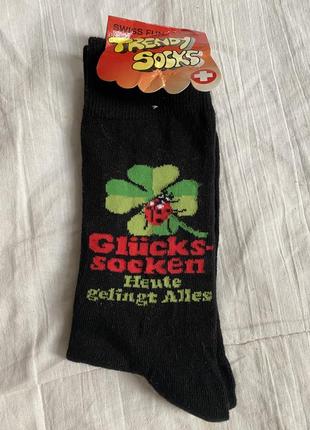 SWISS FUN
TRENDY
SOCKS
Glücks-
socken
Heute
gelingt Alles